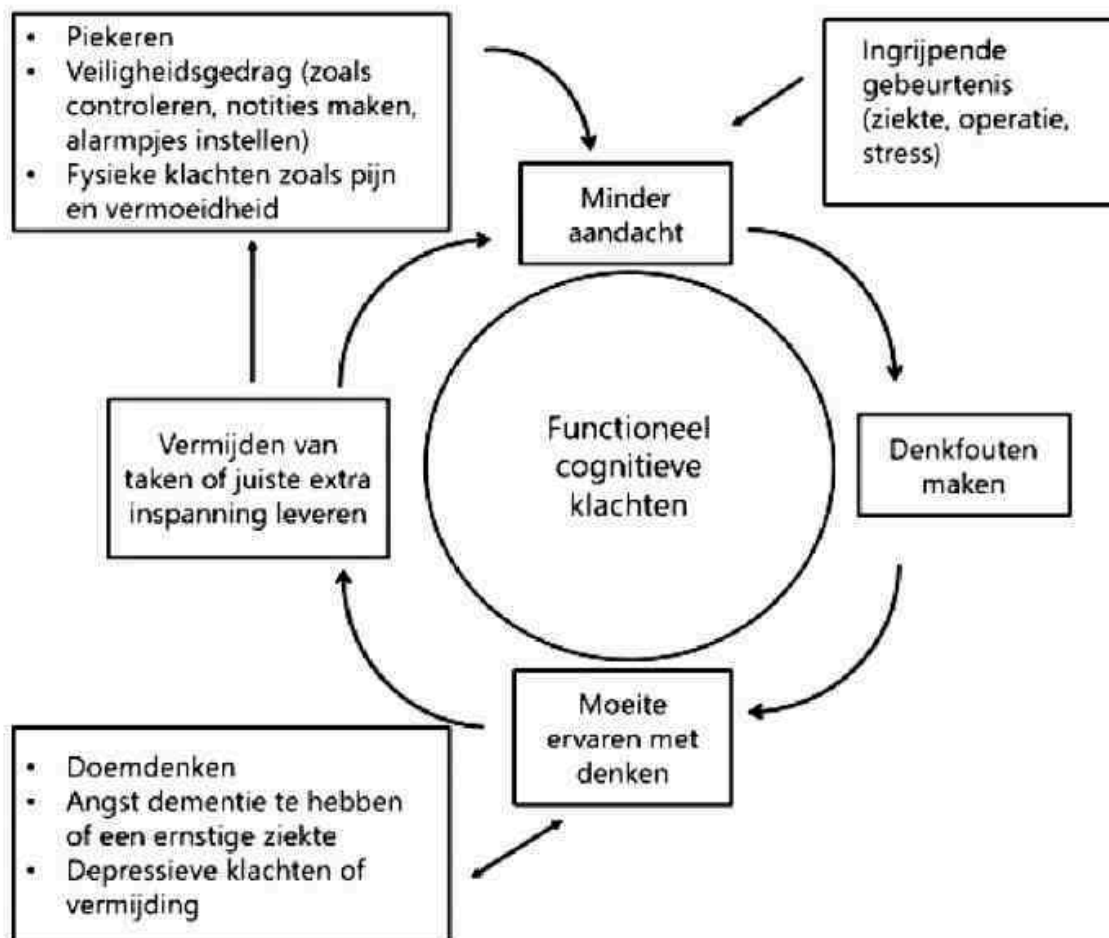 • Piekeren
• Veiligheidsgedrag (zoals
controleren, notities maken,
alarmpjes instellen)
• Fysieke klachten zoals pijn
en vermoeidheid
Ingrijpende
gebeurtenis
(ziekte, operatie,
stress)
Minder
aandacht
Functioneel
cognitieve
klachten
Denkfouten
maken
Vermijden van
taken of juiste extra
inspanning leveren
Moeite
ervaren met
denken
• Doemdenken
• Angst dementie te hebben
of een ernstige ziekte
• Depressieve klachten of
vermijding